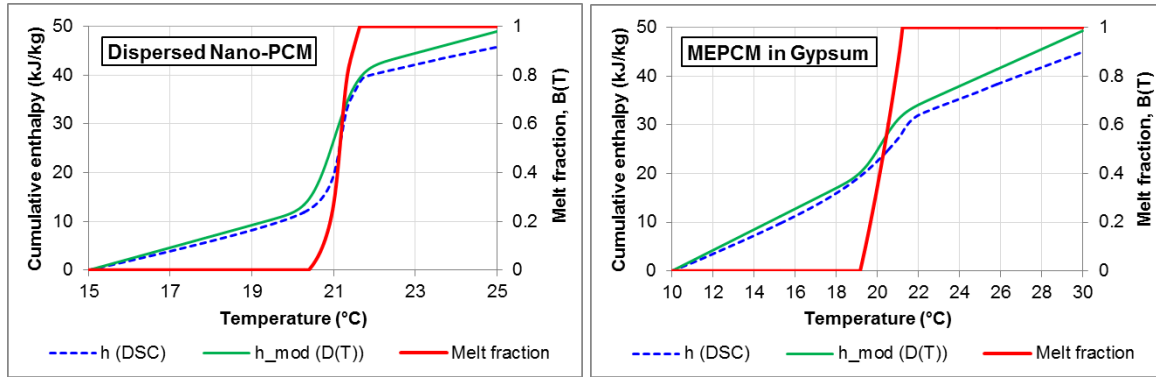 Dispersed Nano-PCM
Cumulative enthalpy (kJ/kg)
50
40
30
20
10
0
1
0.8
0.6
0.4
0.2
0
Melt fraction, B(T)
15 17 19 21 23 25
Temperature (°C)
h (DSC) h_mod (D(T)) Melt fraction
MEPCM in Gypsum
Cumulative enthalpy (kJ/kg)
50
40
30
20
10
0
1
0.8
0.6
0.4
0.2
0
Melt fraction, B(T)
10 12 14 16 18 20 22 24 26 28 30
Temperature (°C)
h (DSC) h_mod (D(T)) Melt fraction